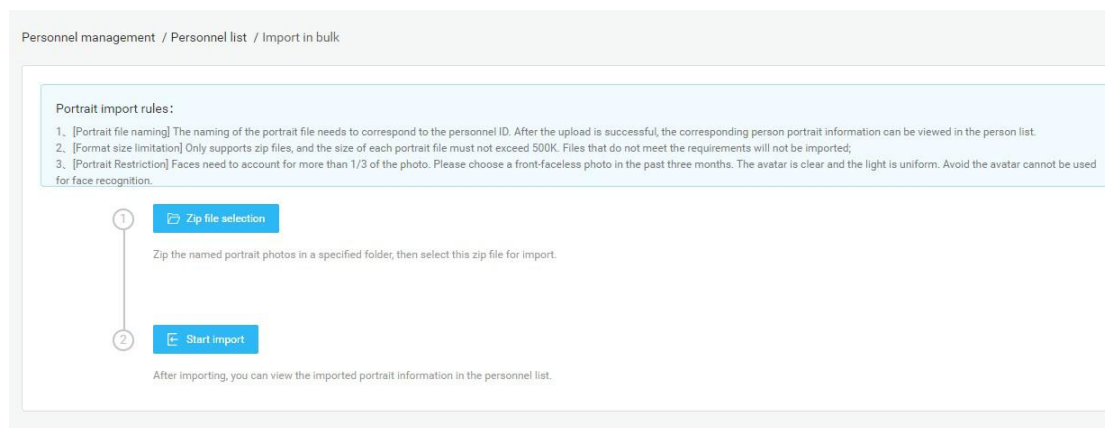 Personnel management / Personnel list / Import in bulk
Portrait import rules：
1、[Portrait file naming] The naming of the portrait file needs to correspond to the personnel ID. After the upload is successful, the corresponding person portrait information can be viewed in the person list.
2、[Format size limitation] Only supports zip files, and the size of each portrait file must not exceed 500K. Files that do not meet the requirements will not be imported;
3、[Portrait Restriction] Faces need to account for more than 1/3 of the photo. Please choose a front-faceless photo in the past three months. The avatar is clear and the light is uniform. Avoid the avatar cannot be used
for face recognition.
1 Zip file selection
Zip the named portrait photos in a specified folder, then select this zip file for import.
2 Start import
After importing, you can view the imported portrait information in the personnel list.